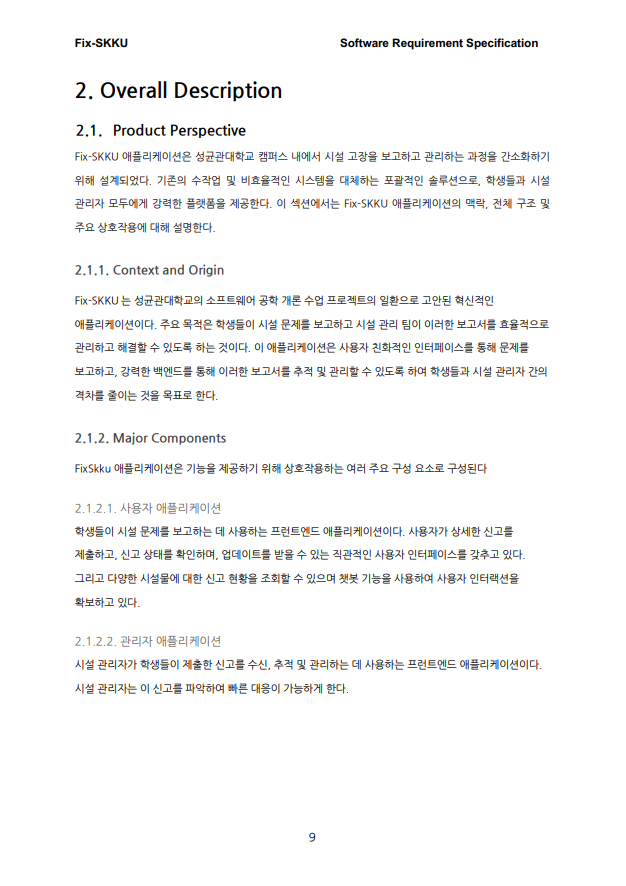 Fix-SKKU Software Requirement Specification
2. Overall Description
2.1. Product Perspective
Fix-SKKU 애플리케이션은 성균관대학교 캠퍼스 내에서 시설 고장을 보고하고 관리하는 과정을 간소화하기
위해 설계되었다. 기존의 수작업 및 비효율적인 시스템을 대체하는 포괄적인 솔루션으로, 학생들과 시설
관리자 모두에게 강력한 플랫폼을 제공한다. 이 섹션에서는 Fix-SKKU 애플리케이션의 맥락, 전체 구조 및
주요 상호작용에 대해 설명한다.
2.1.1. Context and Origin
Fix-SKKU 는 성균관대학교의 소프트웨어 공학 개론 수업 프로젝트의 일환으로 고안된 혁신적인
애플리케이션이다. 주요 목적은 학생들이 시설 문제를 보고하고 시설 관리 팀이 이러한 보고서를 효율적으로
관리하고 해결할 수 있도록 하는 것이다. 이 애플리케이션은 사용자 친화적인 인터페이스를 통해 문제를
보고하고, 강력한 백엔드를 통해 이러한 보고서를 추적 및 관리할 수 있도록 하여 학생들과 시설 관리자 간의
격차를 줄이는 것을 목표로 한다.
2.1.2. Major Components
FixSkku 애플리케이션은 기능을 제공하기 위해 상호작용하는 여러 주요 구성 요소로 구성된다
2.1.2.1. 사용자 애플리케이션
학생들이 시설 문제를 보고하는 데 사용하는 프런트엔드 애플리케이션이다. 사용자가 상세한 신고를
제출하고, 신고 상태를 확인하며, 업데이트를 받을 수 있는 직관적인 사용자 인터페이스를 갖추고 있다.
그리고 다양한 시설물에 대한 신고 현황을 조회할 수 있으며 챗봇 기능을 사용하여 사용자 인터랙션을
확보하고 있다.
2.1.2.2. 관리자 애플리케이션
시설 관리자가 학생들이 제출한 신고를 수신, 추적 및 관리하는 데 사용하는 프런트엔드 애플리케이션이다.
시설 관리자는 이 신고를 파악하여 빠른 대응이 가능하게 한다.
9